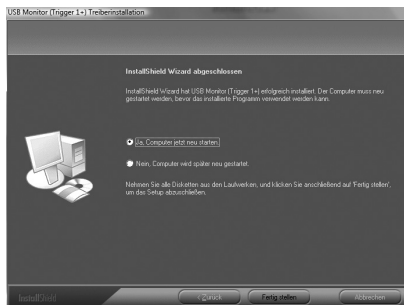 USB Monitor (Trigger 1+) Treiberinstallation
InstallShield Wizard abgeschlossen
InstallShield Wizard hat USB Monitor (Trigger 1+) erfolgreich installiert. Der Computer muss neu
gestartet werden, bevor das installierte Programm verwendet werden kann.
Ja, Computer jetzt neu starten.
Nein, Computer wird später neu gestartet.
Nehmen Sie alle Disketten aus den Laufwerken, und klicken Sie anschließend auf 'Fertig stellen',
um das Setup abzuschließen.
InstallShield
< Zurück
Fertig stellen
Abbrechen